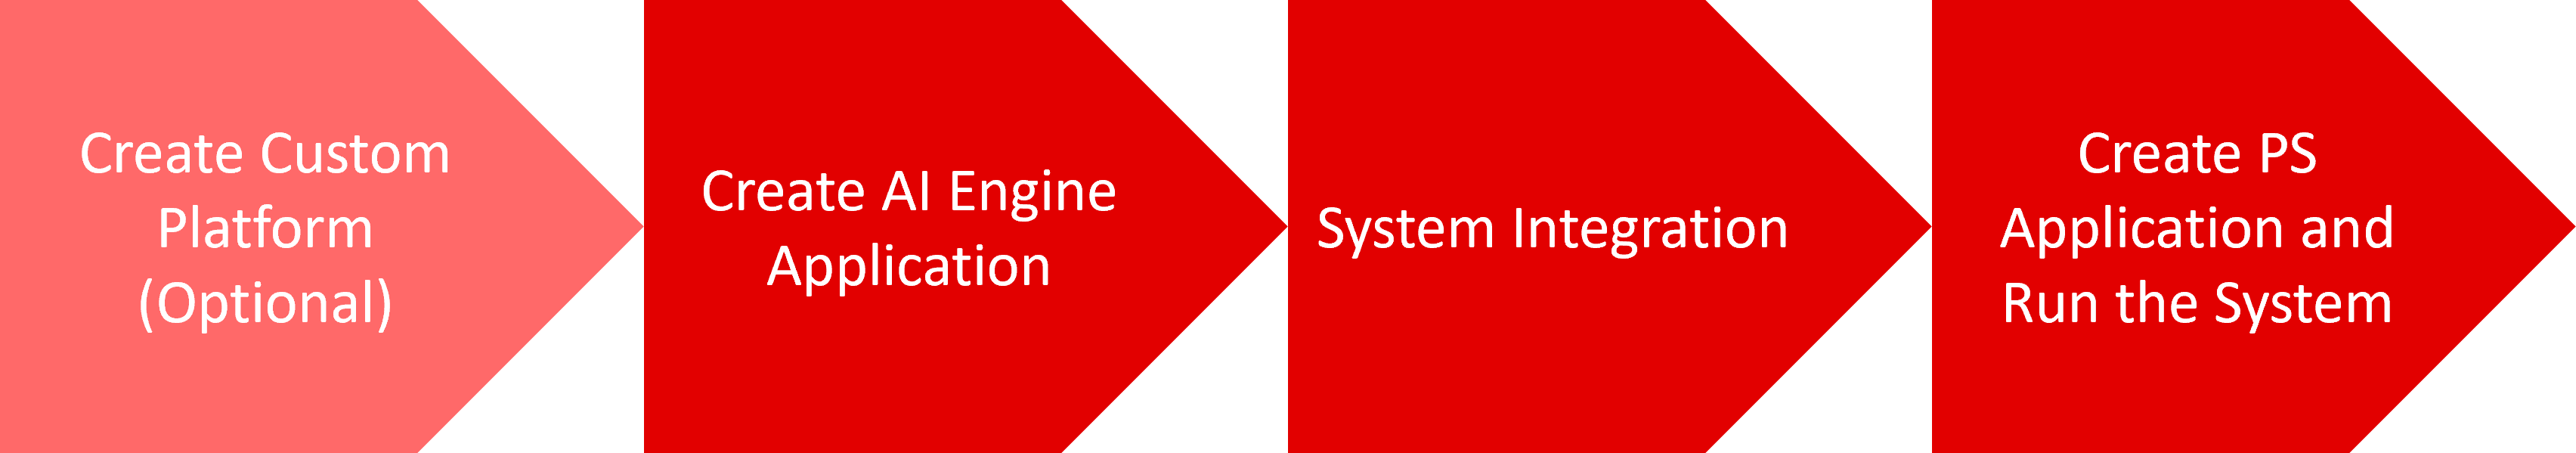 Create Custom
Platform
(Optional)
Create AI Engine
Application
System Integration
Create PS
Application and
Run the System